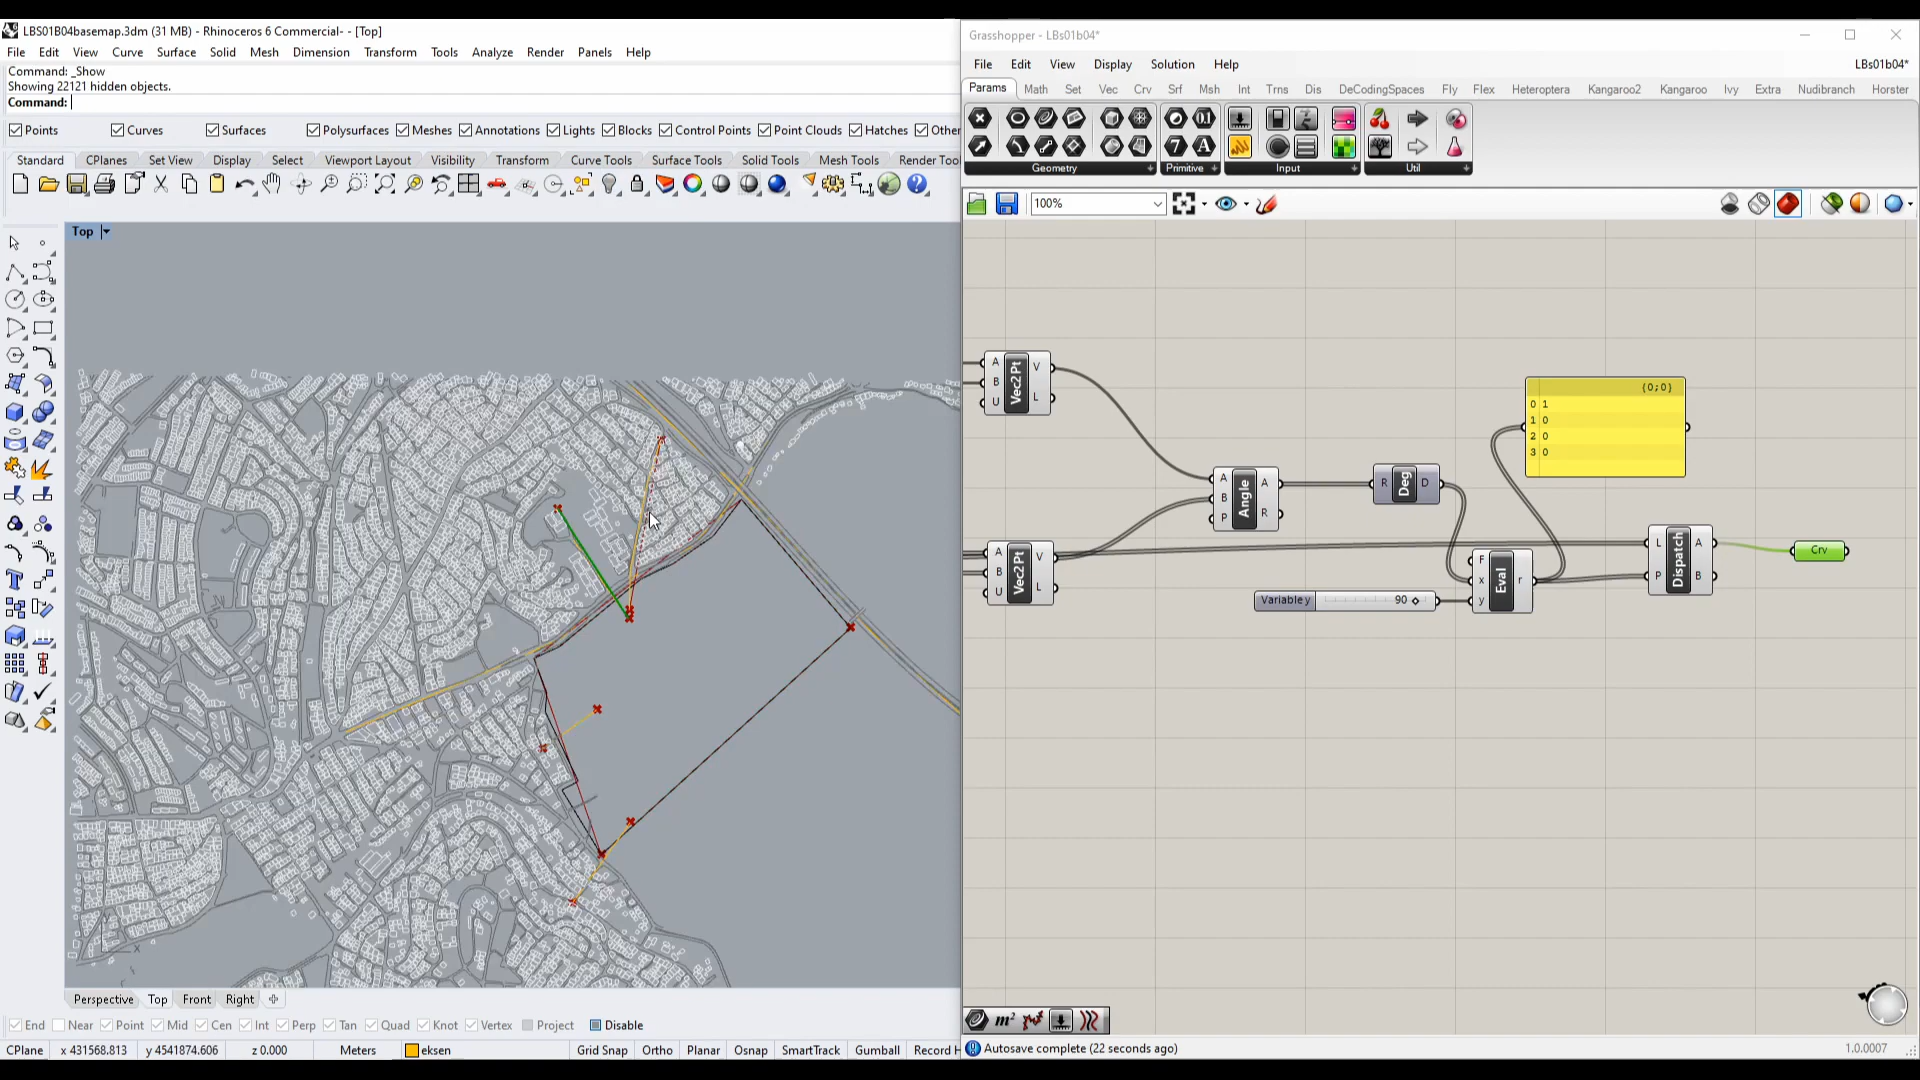 LBS01B04basemap.3dm (31 MB) - Rhinoceros 6 Commercial- - [Top]
File Edit View Curve Surface Solid Mesh Dimension Transform Tools Analyze Render Panels Help
Command: _Show
Showing 22121 hidden objects.
Command:
Points Curves Surfaces Polysurfaces Meshes Annotations Lights Blocks Control Points Point Clouds Hatches Other
Standard CPlanes Set View Display Select Viewport Layout Visibility Transform Curve Tools Surface Tools Solid Tools Mesh Tools Render Too
Top
Perspective Top Front Right
End Near Point Mid Cen Int Perp Tan Quad Knot Vertex Project Disable
CPlane x 431568.813 y 4541874.606 z 0.000 Meters eksen Grid Snap Ortho Planar Osnap SmartTrack Gumball Record H
Grasshopper - LBs01b04*
File Edit View Display Solution Help LBs01b04*
Params Math Set Vec Crv Srf Msh Int Trns Dis DeCodingSpaces Fly Flex Heteroptera Kangaroo2 Kangaroo Ivy Extra Nudibranch Horster
Geometry Primitive Input Util
100%
A B U Vec2Pt V L
{0;0}
0 1
1 0
2 0
3 0
A B P Angle A R
R Deg D
A B U Vec2Pt V L
Variable y 90
F x y Eval r
L P Dispatch A B
Crv
m²
Autosave complete (22 seconds ago) 1.0.0007